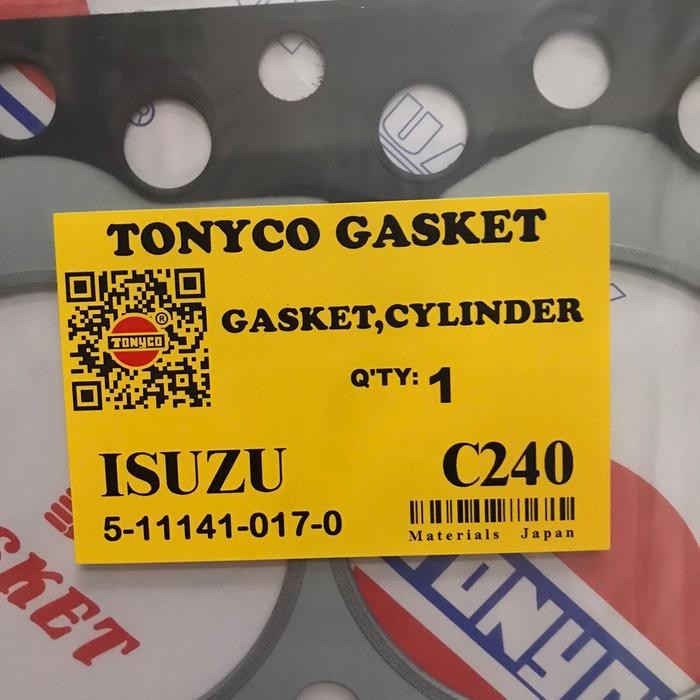 TONYCO GASKET
GASKET,CYLINDER
TONYCO ®
Q'TY: 1
ISUZU
C240
5-11141-017-0
Materials Japan